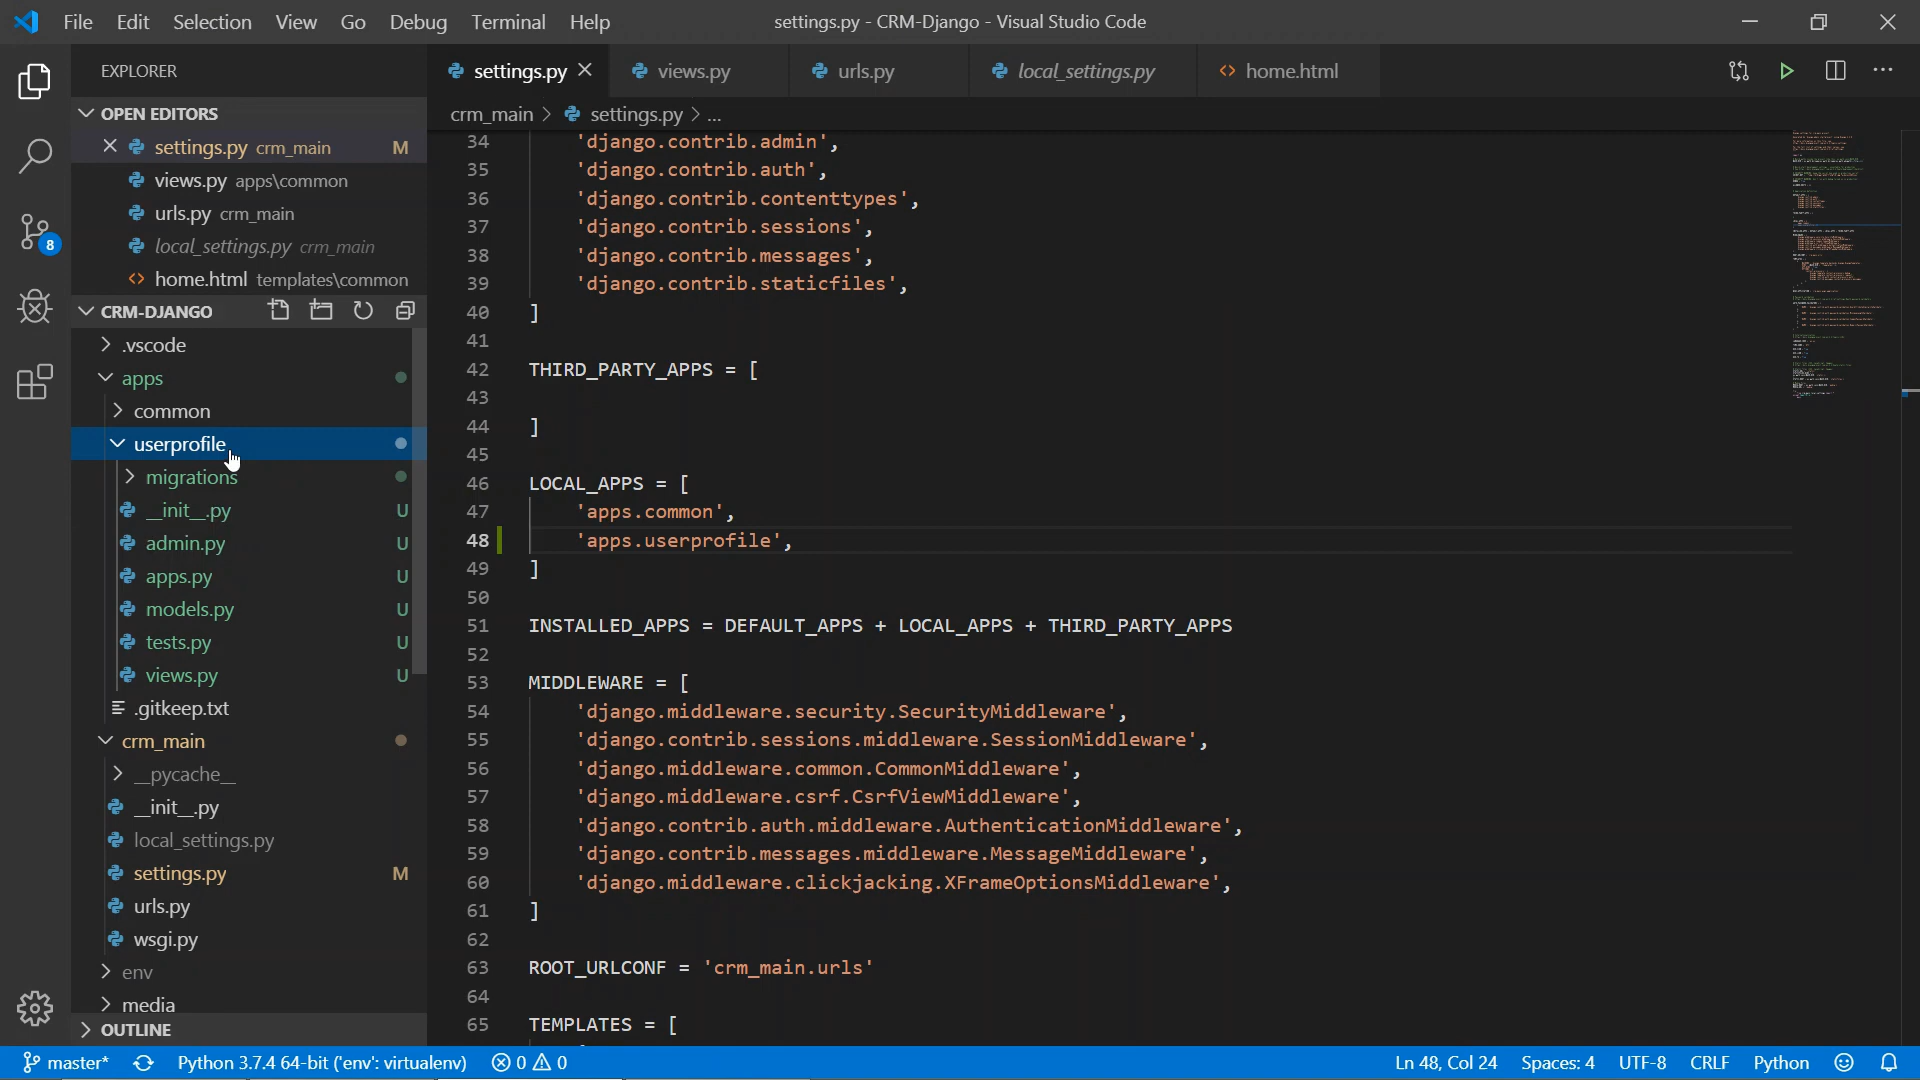 File Edit Selection View Go Debug Terminal Help
settings.py - CRM-Django - Visual Studio Code
EXPLORER
OPEN EDITORS
settings.py crm_main M
views.py apps\common
urls.py crm_main
local_settings.py crm_main
home.html templates\common
CRM-DJANGO
.vscode
apps
common
userprofile
migrations
__init__.py U
admin.py U
apps.py U
models.py U
tests.py U
views.py U
.gitkeep.txt
crm_main
__pycache__
__init__.py
local_settings.py
settings.py M
urls.py
wsgi.py
env
media
OUTLINE
8
settings.py views.py urls.py local_settings.py home.html
crm_main > settings.py > ...
34 'django.contrib.admin',
35 'django.contrib.auth',
36 'django.contrib.contenttypes',
37 'django.contrib.sessions',
38 'django.contrib.messages',
39 'django.contrib.staticfiles',
40 ]
41
42 THIRD_PARTY_APPS = [
43
44 ]
45
46 LOCAL_APPS = [
47 'apps.common',
48 'apps.userprofile',
49 ]
50
51 INSTALLED_APPS = DEFAULT_APPS + LOCAL_APPS + THIRD_PARTY_APPS
52
53 MIDDLEWARE = [
54 'django.middleware.security.SecurityMiddleware',
55 'django.contrib.sessions.middleware.SessionMiddleware',
56 'django.middleware.common.CommonMiddleware',
57 'django.middleware.csrf.CsrfViewMiddleware',
58 'django.contrib.auth.middleware.AuthenticationMiddleware',
59 'django.contrib.messages.middleware.MessageMiddleware',
60 'django.middleware.clickjacking.XFrameOptionsMiddleware',
61 ]
62
63 ROOT_URLCONF = 'crm_main.urls'
64
65 TEMPLATES = [
master* Python 3.7.4 64-bit ('env': virtualenv) 0 0 Ln 48, Col 24 Spaces: 4 UTF-8 CRLF Python